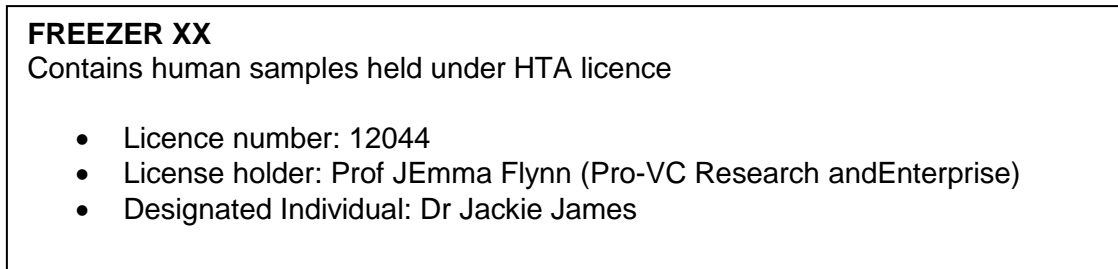 FREEZER XX
Contains human samples held under HTA licence
• Licence number: 12044
• License holder: Prof JEmma Flynn (Pro-VC Research andEnterprise)
• Designated Individual: Dr Jackie James